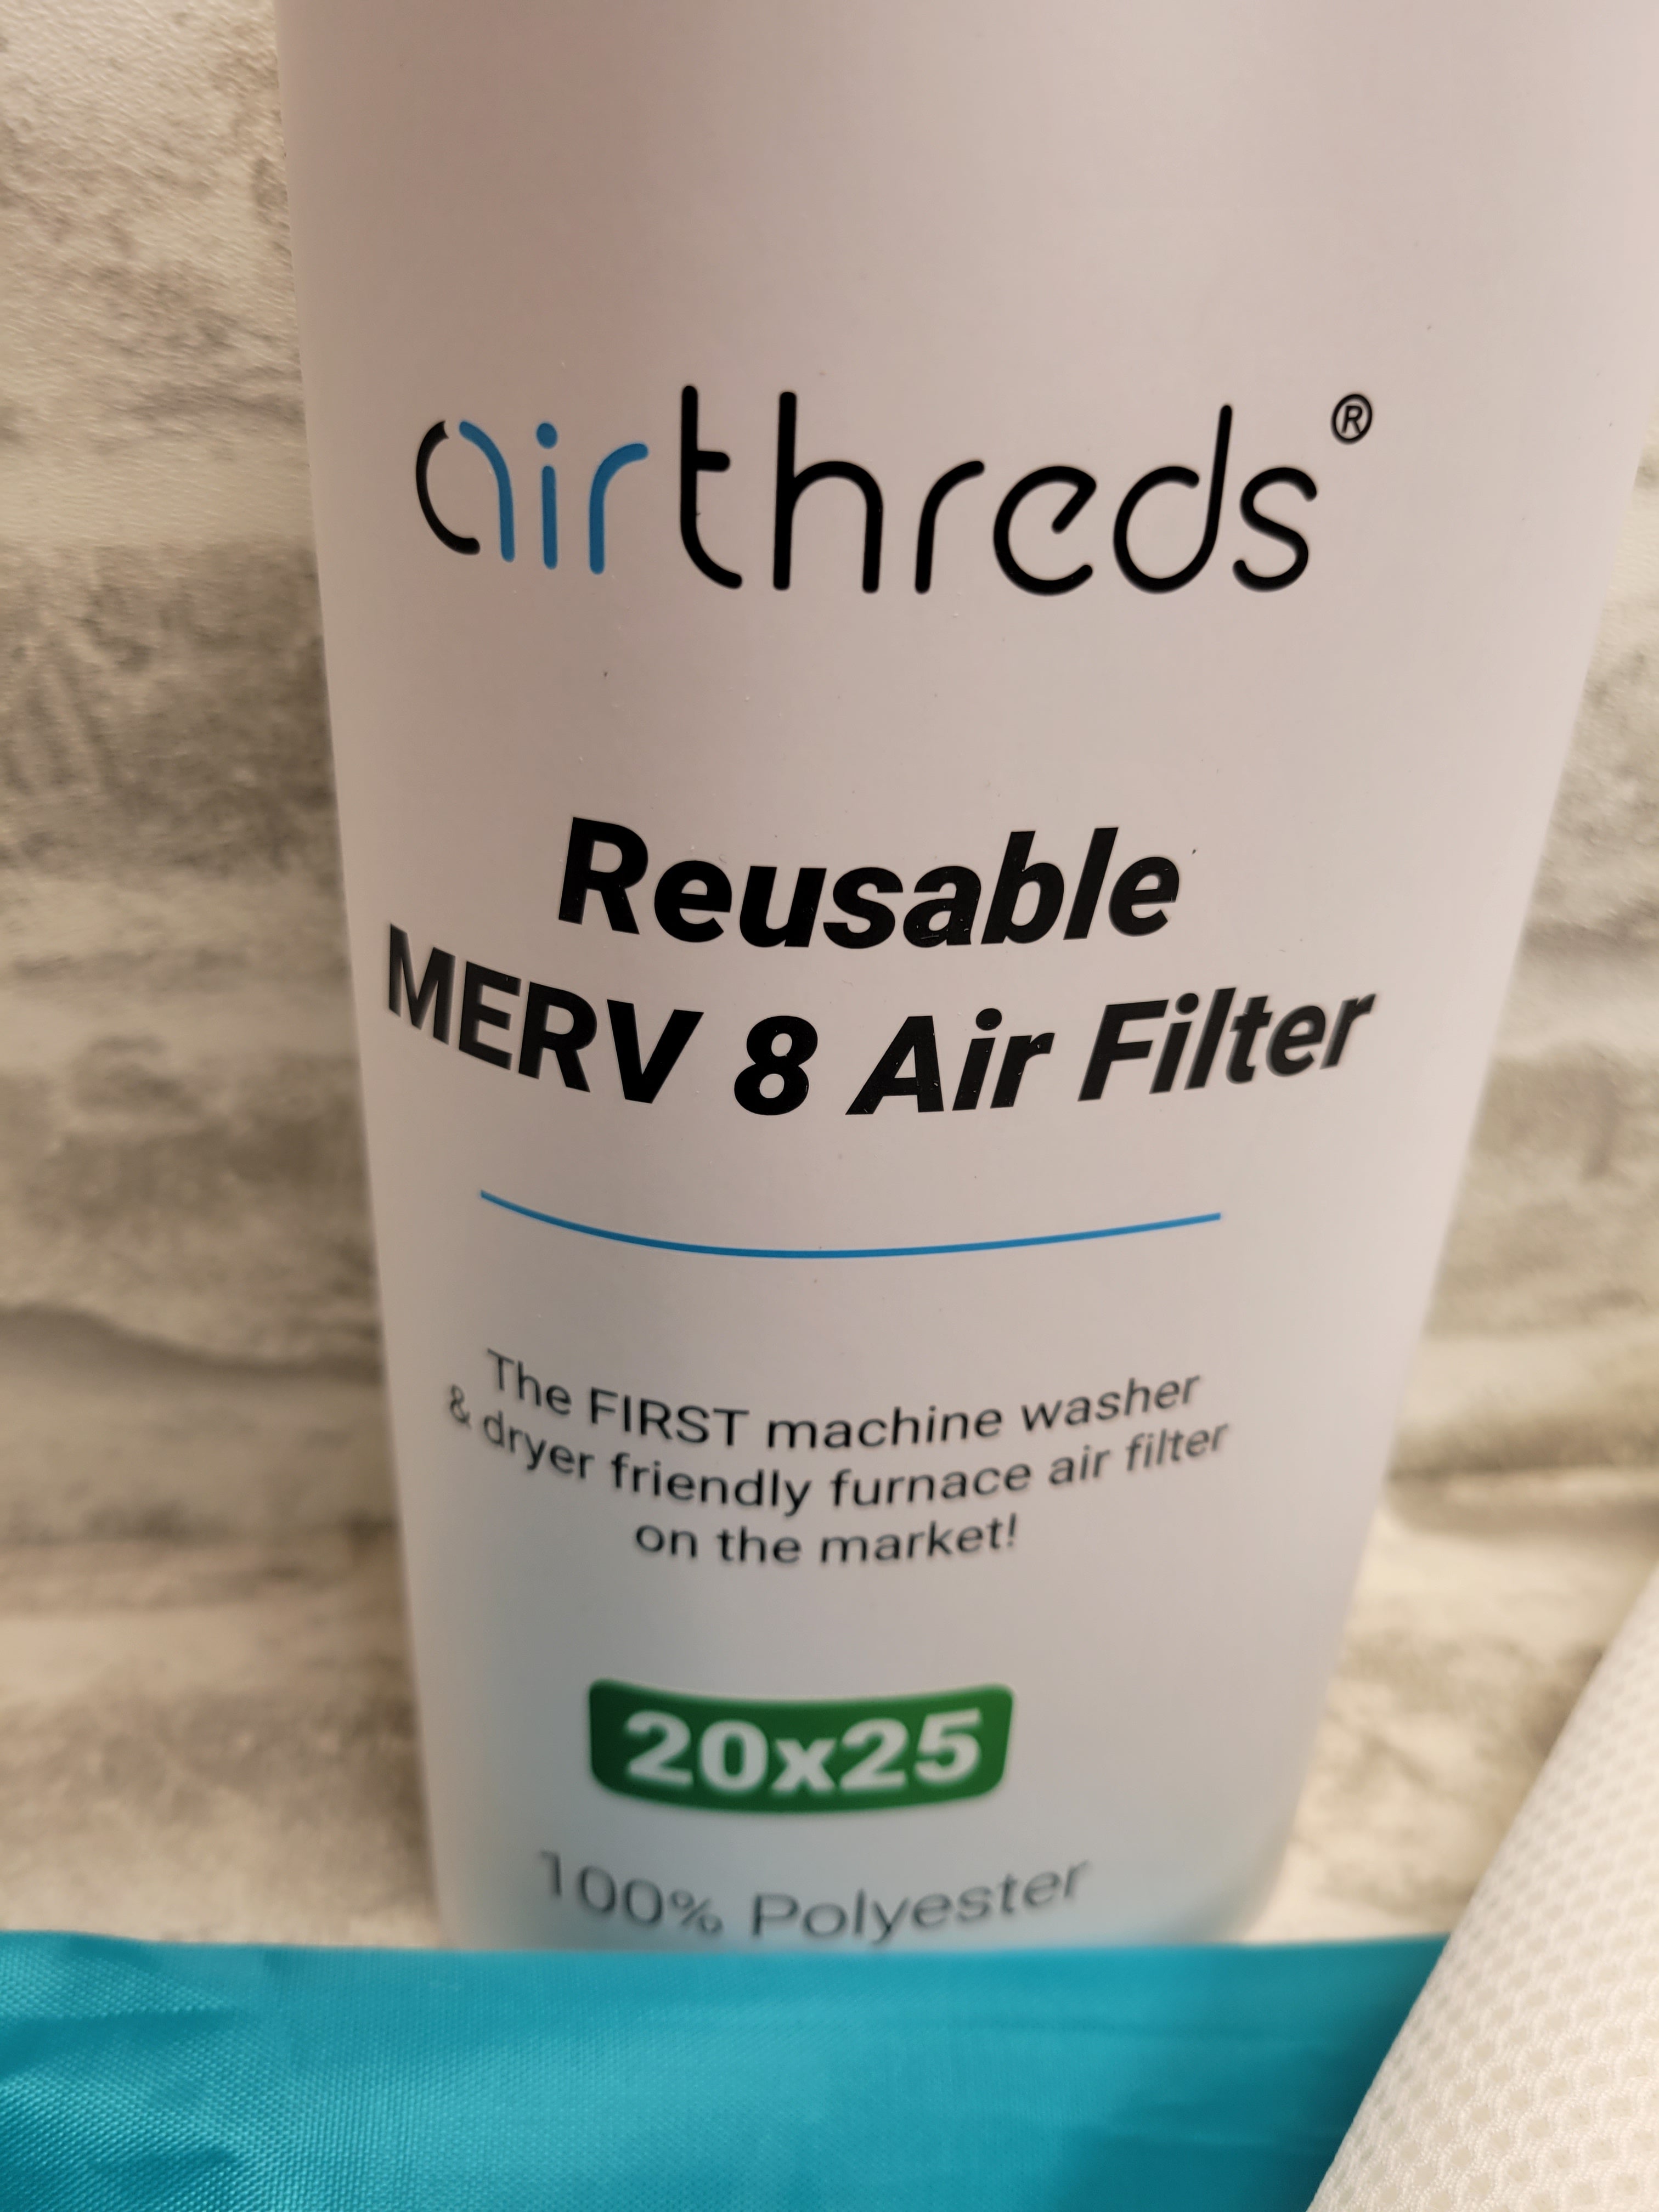 airthreds®
Reusable
MERV 8 Air Filter
The FIRST machine washer
& dryer friendly furnace air filter
on the market!
20x25
100% Polyester